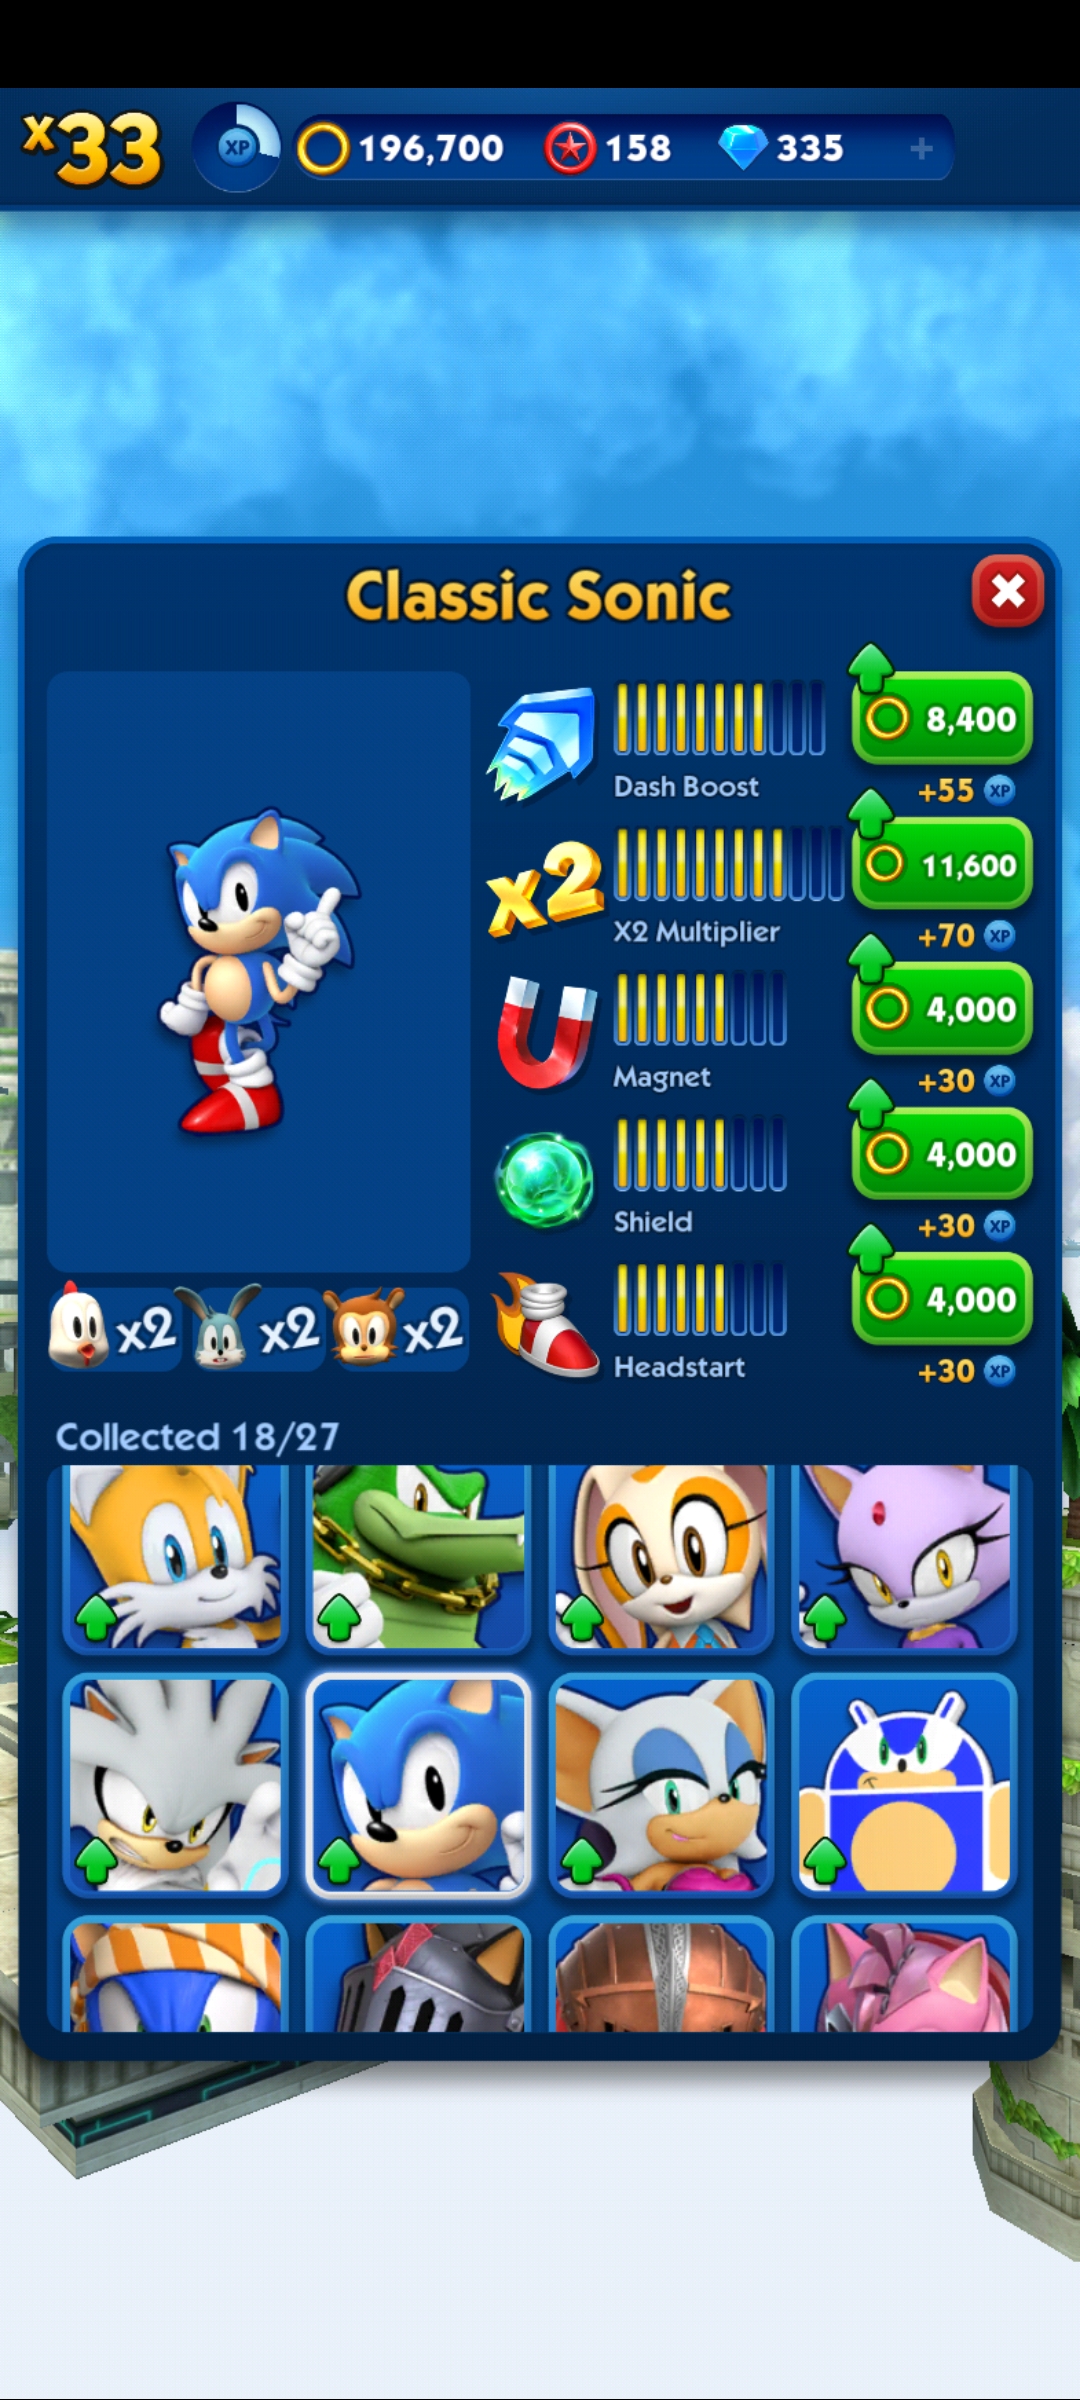 x33 XP 196,700 158 335 +
Classic Sonic
8,400
Dash Boost
+55 XP
x2
11,600
X2 Multiplier
+70 XP
4,000
Magnet
+30 XP
4,000
Shield
+30 XP
x2 x2 x2
4,000
Headstart
+30 XP
Collected 18/27